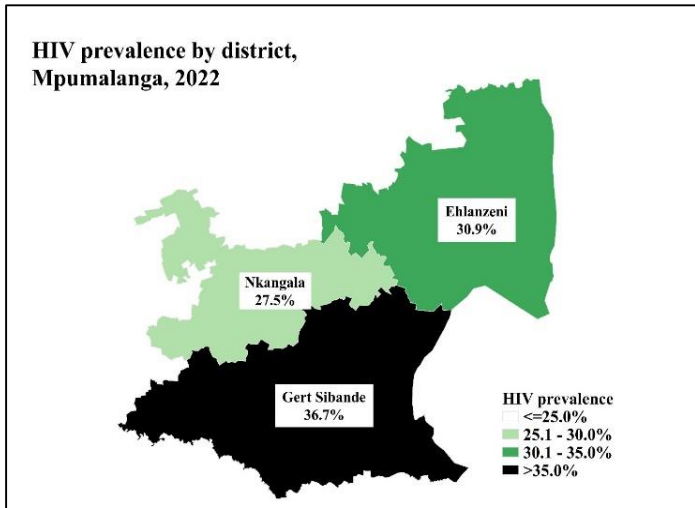 HIV prevalence by district,
Mpumalanga, 2022
Ehlanzeni
30.9%
Nkangala
27.5%
Gert Sibande
36.7%
HIV prevalence
<=25.0%
25.1 - 30.0%
30.1 - 35.0%
>35.0%